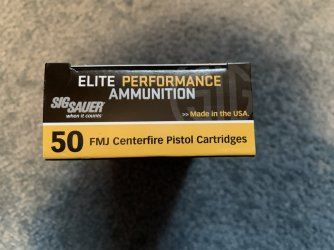 ELITE PERFORMANCE
AMMUNITION
SIG SAUER
when it counts
>> Made in the USA.
50 FMJ Centerfire Pistol Cartridges